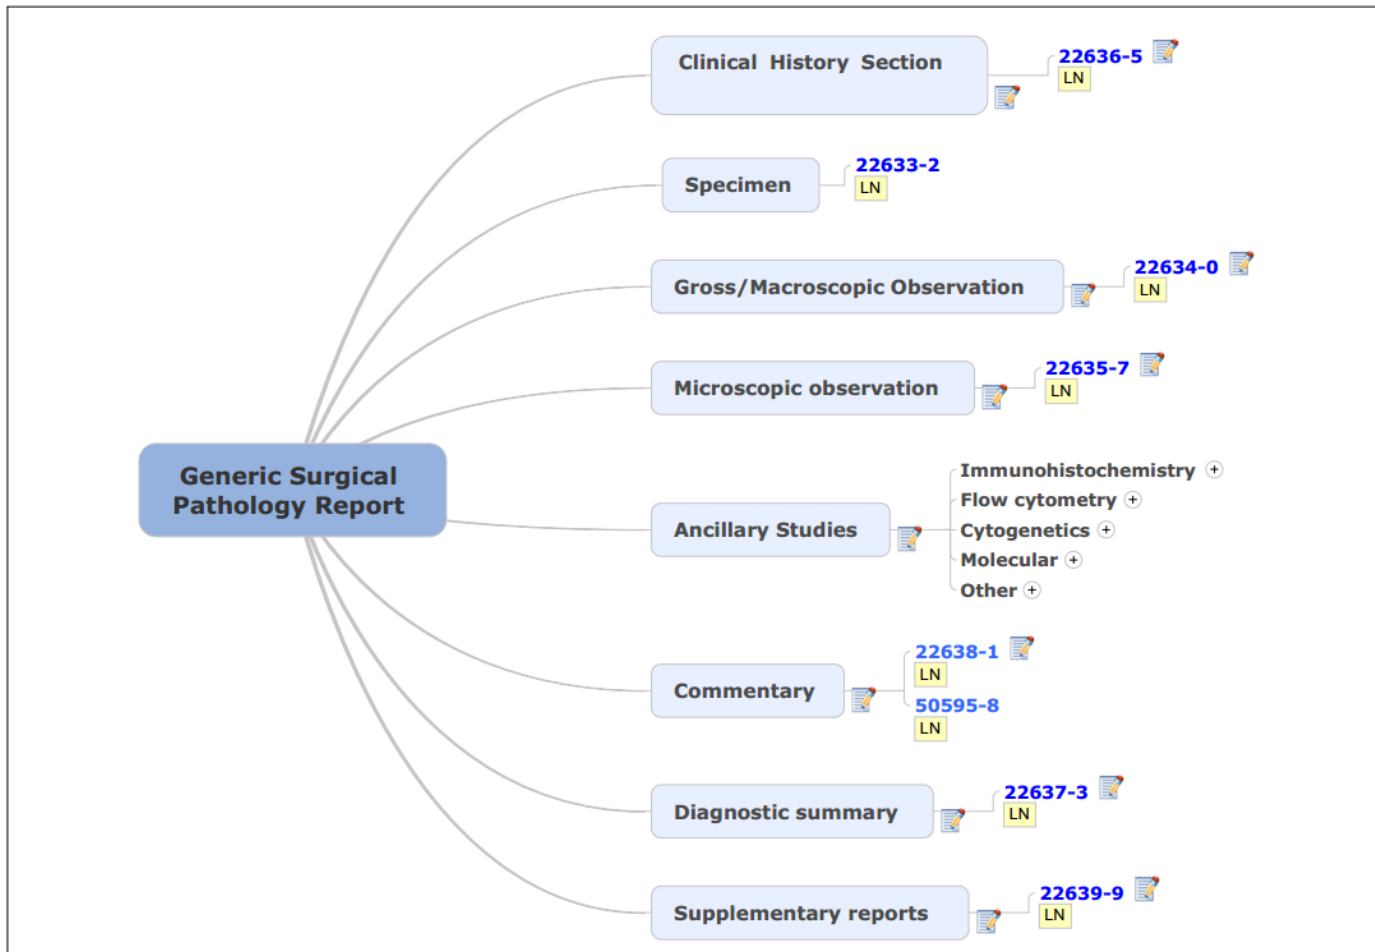 Clinical History Section
22636-5
LN
Specimen
22633-2
LN
Gross/Macroscopic Observation
22634-0
LN
Microscopic observation
22635-7
LN
Generic Surgical
Pathology Report
Ancillary Studies
Immunohistochemistry
Flow cytometry
Cytogenetics
Molecular
Other
Commentary
22638-1
LN
50595-8
LN
Diagnostic summary
22637-3
LN
Supplementary reports
22639-9
LN